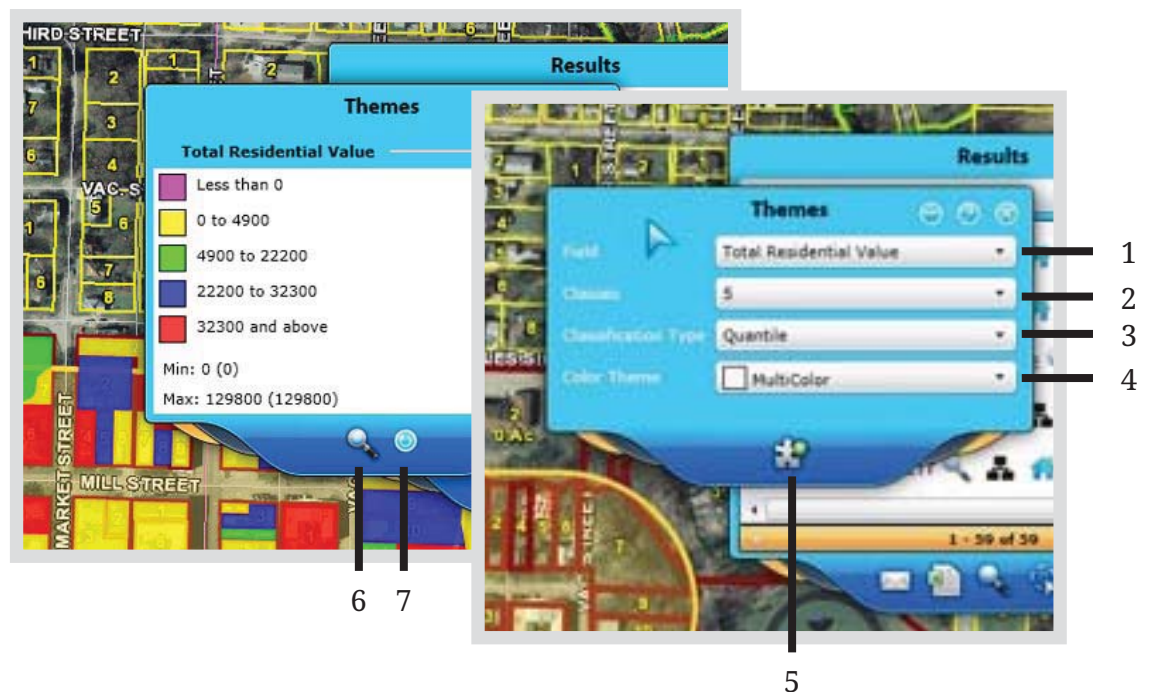 HIRD STREET
Results
Themes
Total Residential Value
Less than 0
0 to 4900
4900 to 22200
22200 to 32300
32300 and above
Min: 0 (0)
Max: 129800 (129800)
VAC. S
MARKET STREET
MILL STREET
6
7
Results
Themes
Field
Total Residential Value
1
Classes
5
2
Classification Type
Quantile
3
Color Theme
MultiColor
4
1 - 59 of 59
5